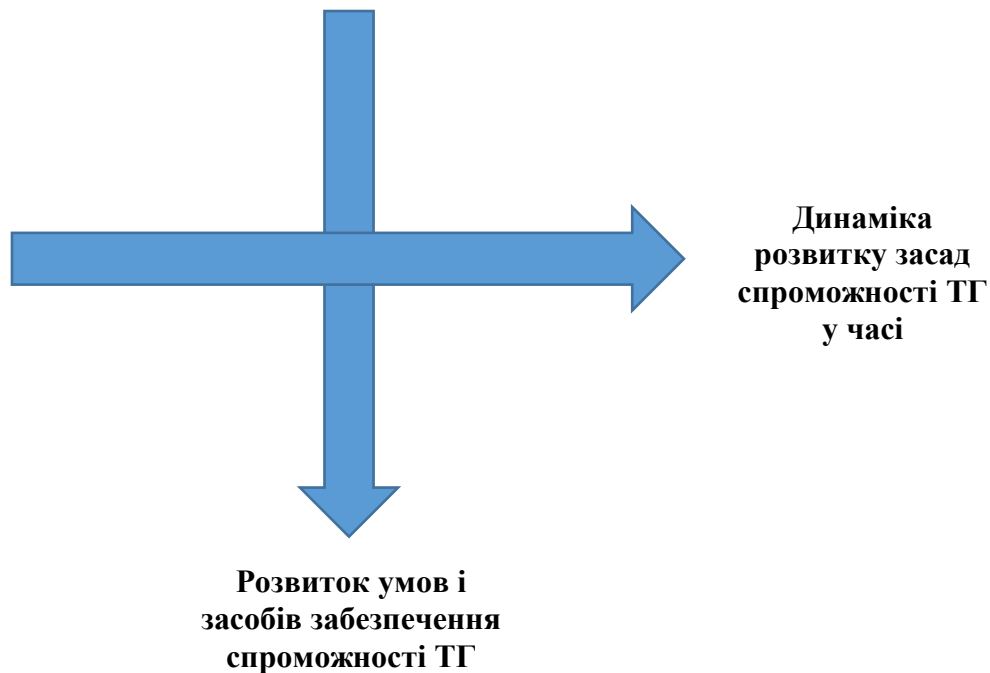 Динаміка
розвитку засад
спроможності ТГ
у часі
Розвиток умов і
засобів забезпечення
спроможності ТГ